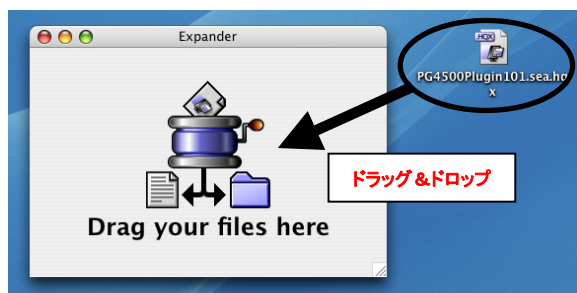 Expander
HQX
PG4500Plugin101.sea.hq
x
ドラッグ&ドロップ
Drag your files here